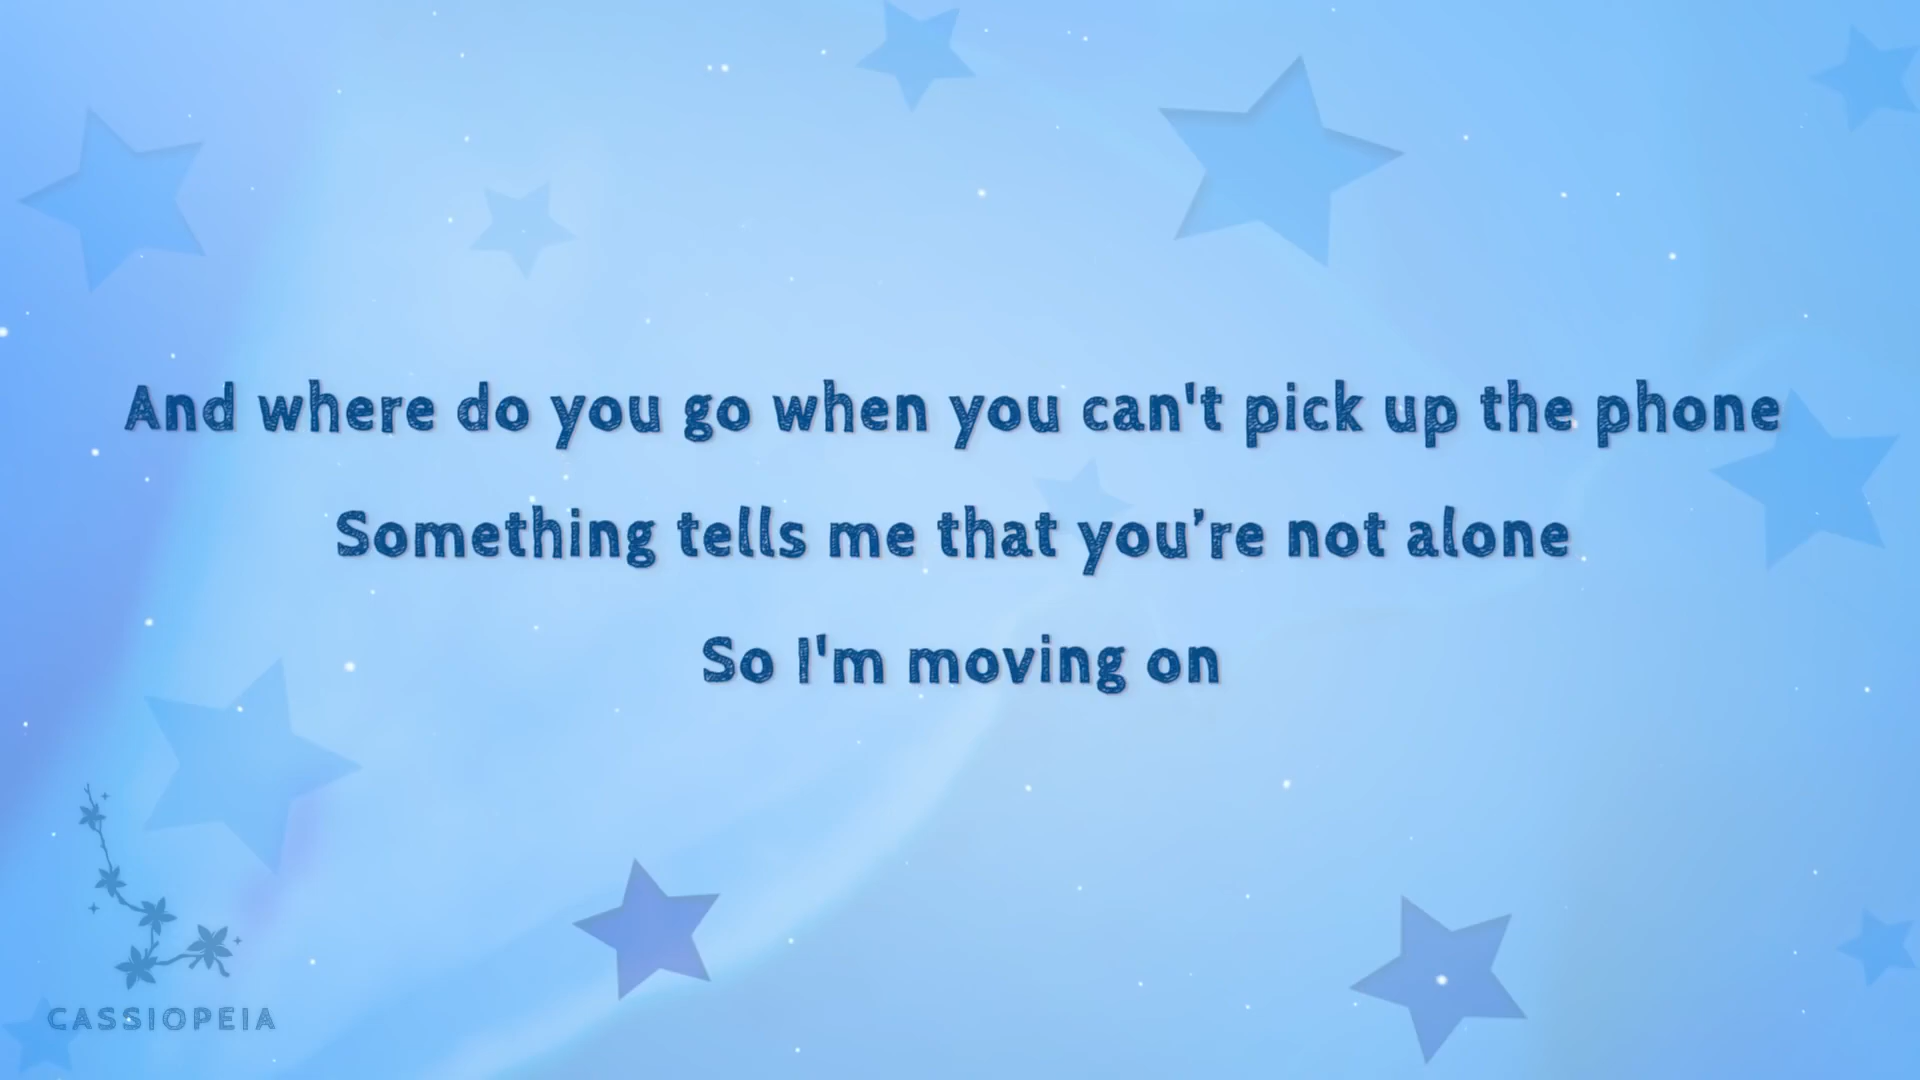 And where do you go when you can't pick up the phone
Something tells me that you’re not alone
So I'm moving on
CASSIOPEIA